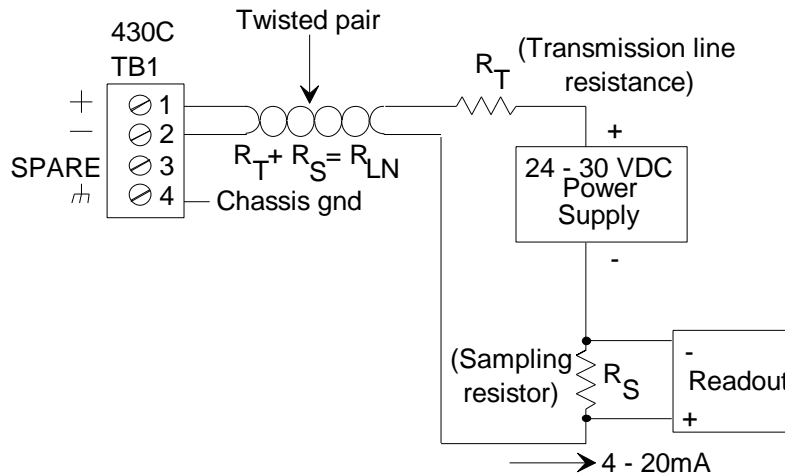 430C
TB1
Twisted pair
+ 1
− 2
SPARE 3
4
Chassis gnd
R_T + R_S = R_LN
R_T
(Transmission line
resistance)
+
24 - 30 VDC
Power
Supply
-
(Sampling
resistor)
R_S
-
Readout
+
4 - 20mA